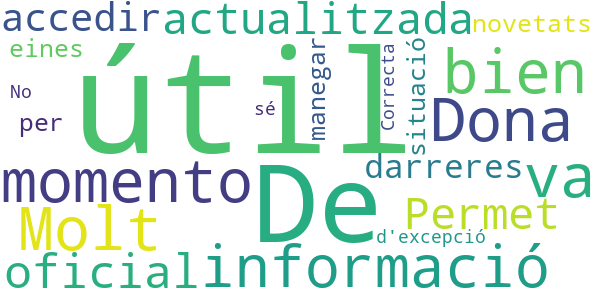 accedir
actualitzada
novetats
eines
útil
manegar
Correcta
situació
bien
No
per
sé
Dona
momento
De
darreres
va
Molt
Permet
d'excepció
oficial
informació